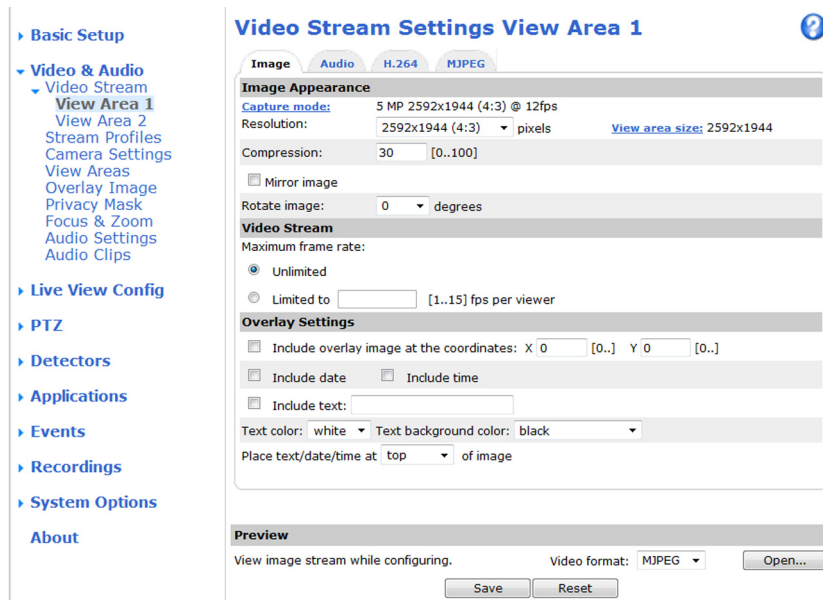 Basic Setup
Video & Audio
Video Stream
View Area 1
View Area 2
Stream Profiles
Camera Settings
View Areas
Overlay Image
Privacy Mask
Focus & Zoom
Audio Settings
Audio Clips
Live View Config
PTZ
Detectors
Applications
Events
Recordings
System Options
About
Video Stream Settings View Area 1 ?
Image Audio H.264 MJPEG
Image Appearance
Capture mode: 5 MP 2592x1944 (4:3) @ 12fps
Resolution: 2592x1944 (4:3) pixels View area size: 2592x1944
Compression: 30 [0..100]
Mirror image
Rotate image: 0 degrees
Video Stream
Maximum frame rate:
Unlimited
Limited to [1..15] fps per viewer
Overlay Settings
Include overlay image at the coordinates: X 0 [0..] Y 0 [0..]
Include date Include time
Include text:
Text color: white Text background color: black
Place text/date/time at top of image
Preview
View image stream while configuring. Video format: MJPEG Open...
Save Reset